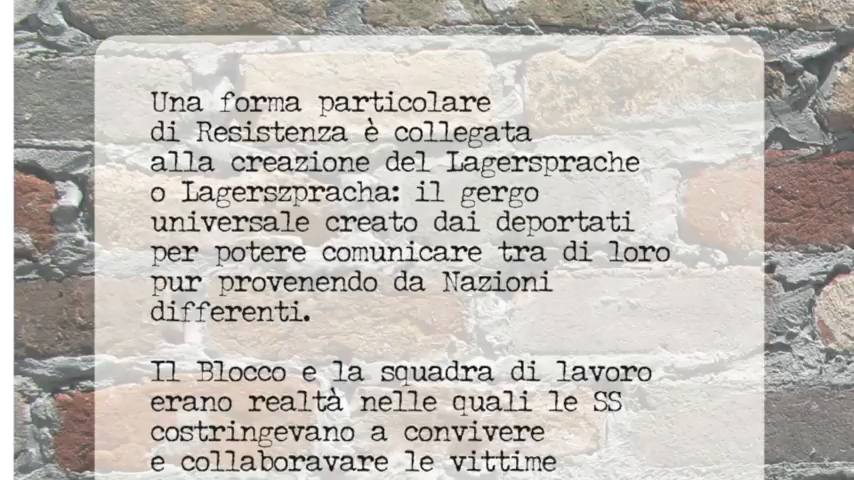 Una forma particolare
di Resistenza è collegata
alla creazione del Lagersprache
o Lagerszpracha: il gergo
universale creato dai deportati
per potere comunicare tra di loro
pur provenendo da Nazioni
differenti.
Il Blocco e la squadra di lavoro
erano realtà nelle quali le SS
costringevano a convivere
e collaboravare le vittime